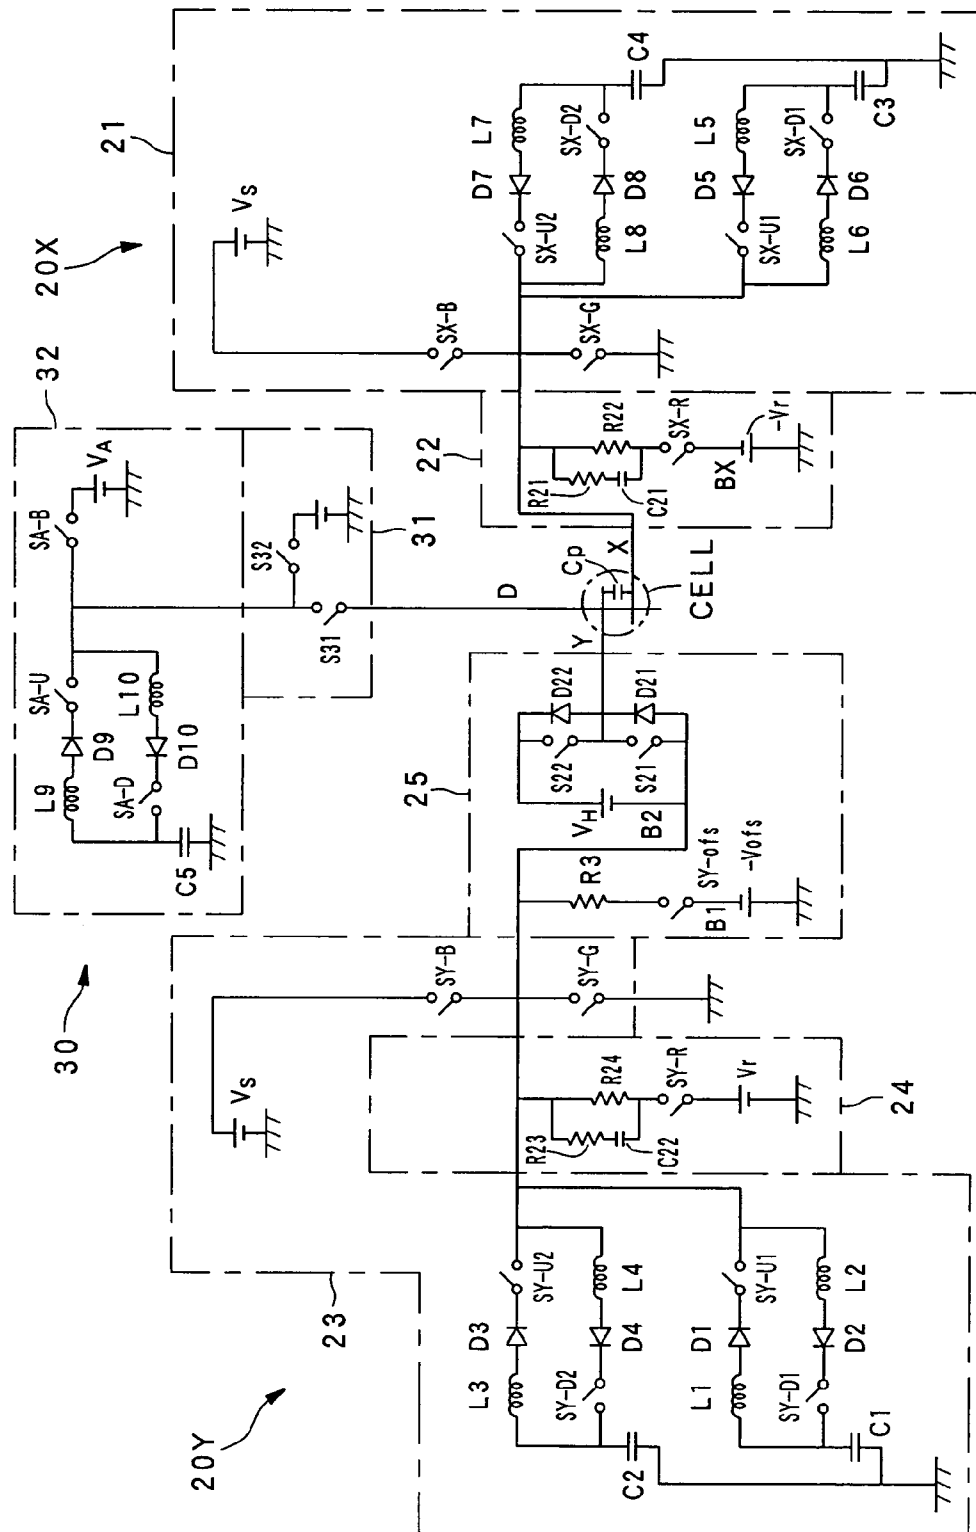 20X
21
VS
SX-B
SX-G
SX-U2
D7
L7
L8
D8
SX-D2
C4
SX-U1
D5
L5
L6
D6
SX-D1
C3
32
SA-B
VA
SA-U
D9
L9
L10
D10
SA-D
C5
30
31
S32
S31
D
22
R21
R22
C21
SX-R
BX
-Vr
X
Cp
CELL
Y
25
D22
D21
S22
S21
VH
B2
R3
SY-ofs
B1
-Vofs
SY-B
SY-G
VS
R23
R24
C22
SY-R
Vr
24
23
20Y
SY-U2
D3
L3
L4
D4
SY-D2
C2
SY-U1
D1
L1
L2
D2
SY-D1
C1